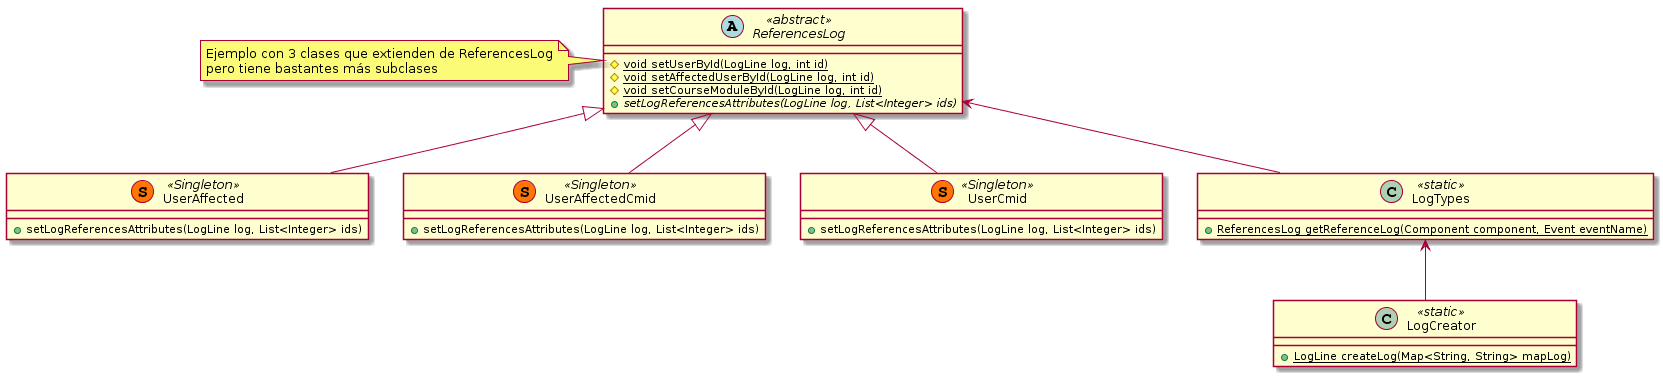 «abstract»
A
ReferencesLog
Ejemplo con 3 clases que extienden de ReferencesLog
pero tiene bastantes más subclases
void setUserById(LogLine log, int id)
void setAffectedUserById(LogLine log, int id)
void setCourseModuleById(LogLine log, int id)
setLogReferencesAttributes(LogLine log, List<Integer> ids)
«Singleton»
S
UserAffected
setLogReferencesAttributes(LogLine log, List<Integer> ids)
«Singleton»
S
UserAffectedCmid
setLogReferencesAttributes(LogLine log, List<Integer> ids)
«Singleton»
S
UserCmid
setLogReferencesAttributes(LogLine log, List<Integer> ids)
«static»
C
LogTypes
ReferencesLog getReferenceLog(Component component, Event eventName)
«static»
C
LogCreator
LogLine createLog(Map<String, String> mapLog)